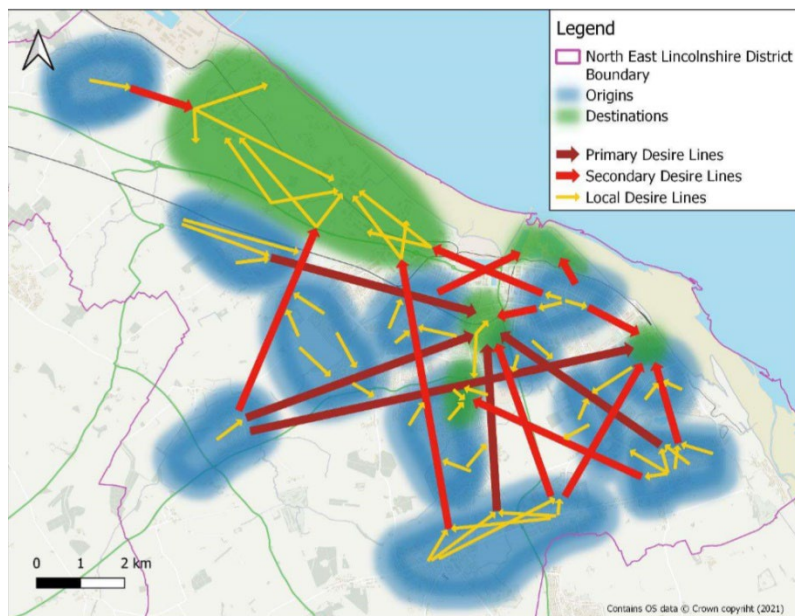 Legend
North East Lincolnshire District
Boundary
Origins
Destinations
Primary Desire Lines
Secondary Desire Lines
Local Desire Lines
0 1 2 km
Contains OS data © Crown copyriht (2021)